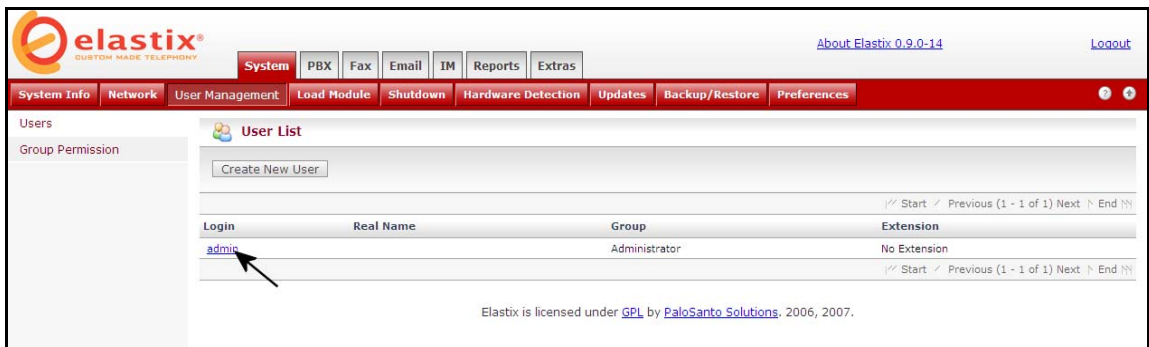 elastix®
CUSTOM MADE TELEPHONY
System PBX Fax Email IM Reports Extras
About Elastix 0.9.0-14
Logout
System Info Network User Management Load Module Shutdown Hardware Detection Updates Backup/Restore Preferences
Users
Group Permission
User List
Create New User
Start Previous (1 - 1 of 1) Next End
Login Real Name Group Extension
admin Administrator No Extension
Start Previous (1 - 1 of 1) Next End
Elastix is licensed under GPL by PaloSanto Solutions. 2006, 2007.